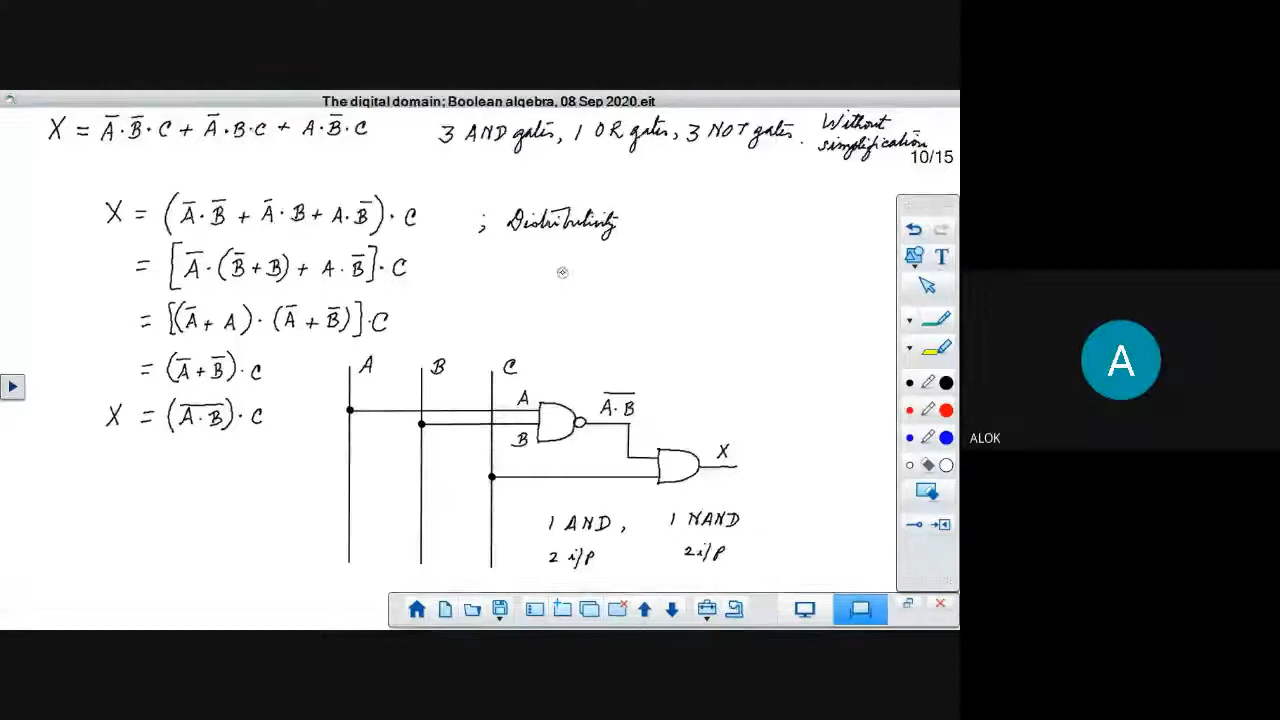 The digital domain; Boolean algebra, 08 Sep 2020.eit
X = A̅·B̅·C + A̅·B·C + A·B̅·C 3 AND gates, 1 OR gates, 3 NOT gates. Without simplification
10/15
X = (A̅·B̅ + A̅·B + A·B̅)·C ; Distributivity
= [A̅·(B̅+B) + A·B̅]·C
= [(A̅+A)·(A̅+B̅)]·C
= (A̅+B̅)·C
X = (A̅·̅B̅)·C
A B C
A
B
A̅·̅B̅
X
1 AND, 1 NAND
2 i/p 2 i/p
T
A
ALOK